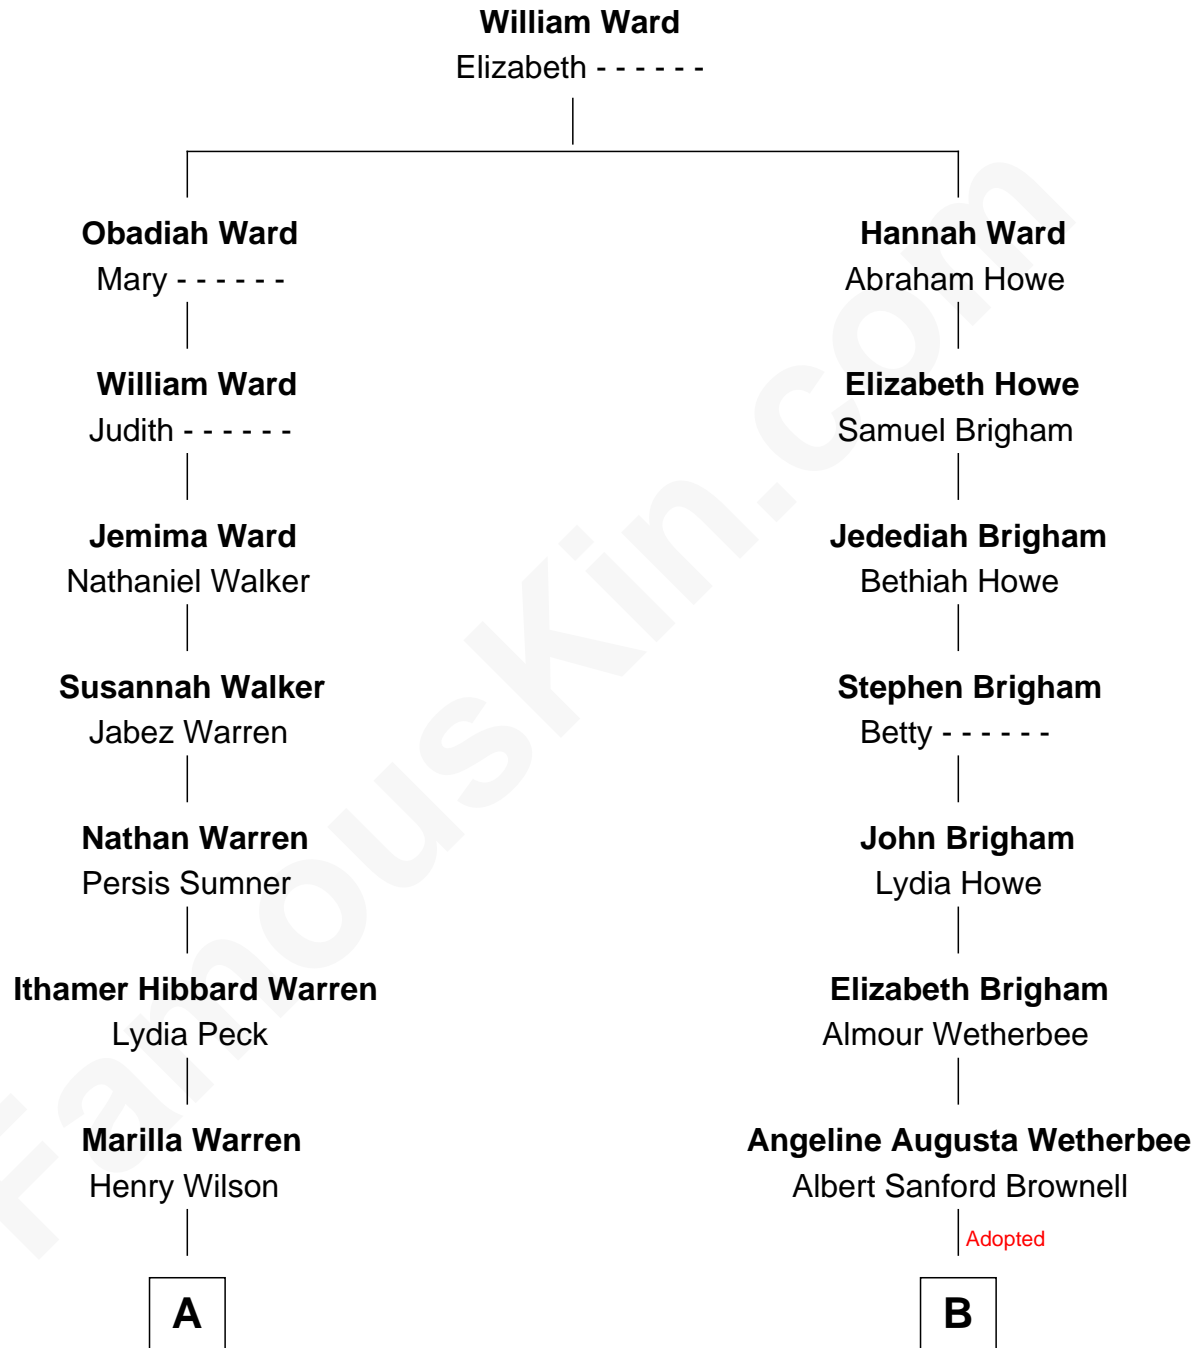 William Ward
Elizabeth - - - - - -
Obadiah Ward
Mary - - - - - -
Hannah Ward
Abraham Howe
William Ward
Judith - - - - - -
Elizabeth Howe
Samuel Brigham
Jemima Ward
Nathaniel Walker
Jedediah Brigham
Bethiah Howe
Susannah Walker
Jabez Warren
Stephen Brigham
Betty - - - - - -
Nathan Warren
Persis Sumner
John Brigham
Lydia Howe
Ithamer Hibbard Warren
Lydia Peck
Elizabeth Brigham
Almour Wetherbee
Marilla Warren
Henry Wilson
Angeline Augusta Wetherbee
Albert Sanford Brownell
Adopted
A
B
FamousKin.com